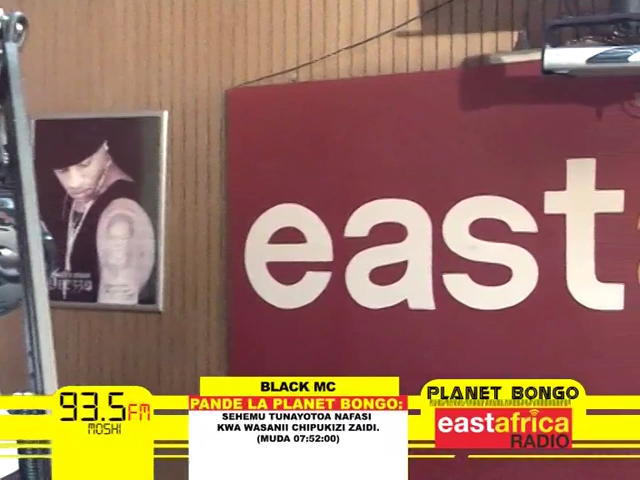 east
93.5FM
MOSHI
BLACK MC
PANDE LA PLANET BONGO:
SEHEMU TUNAYOTOA NAFASI
KWA WASANII CHIPUKIZI ZAIDI.
(MUDA 07:52:00)
PLANET BONGO
eastafrica
RADIO